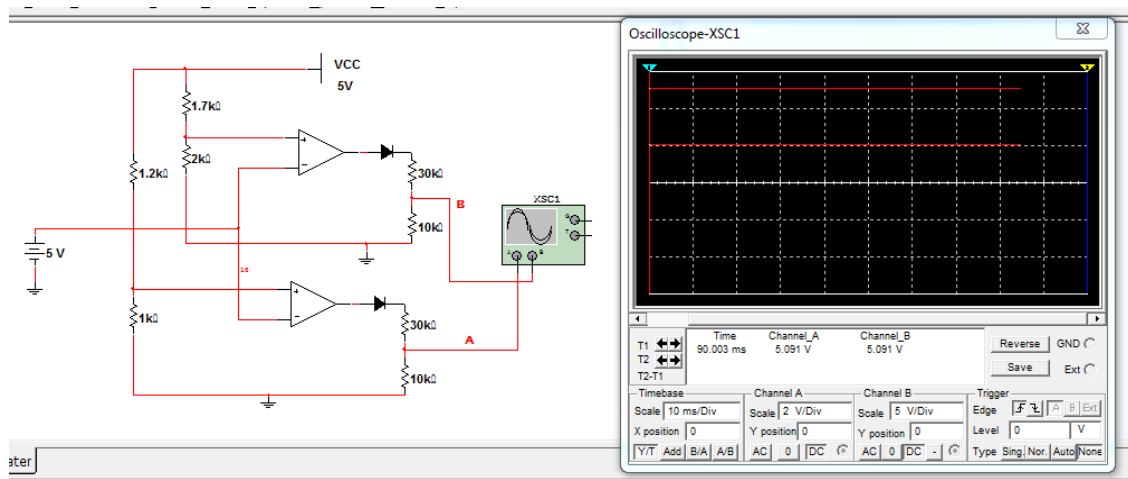 VCC
5V
1.7kΩ
2kΩ
1.2kΩ
30kΩ
B
10kΩ
XSC1
G
T
A B
5 V
1kΩ
30kΩ
A
10kΩ
ater
Oscilloscope-XSC1
1 2
Time Channel_A Channel_B
90.003 ms 5.091 V 5.091 V
T1
T2
T2-T1
Reverse GND
Save Ext
Timebase
Scale 10 ms/Div
X position 0
Y/T Add B/A A/B
Channel A
Scale 2 V/Div
Y position 0
AC 0 DC
Channel B
Scale 5 V/Div
Y position 0
AC 0 DC -
Trigger
Edge A B Ext
Level 0 V
Type Sing. Nor. Auto None